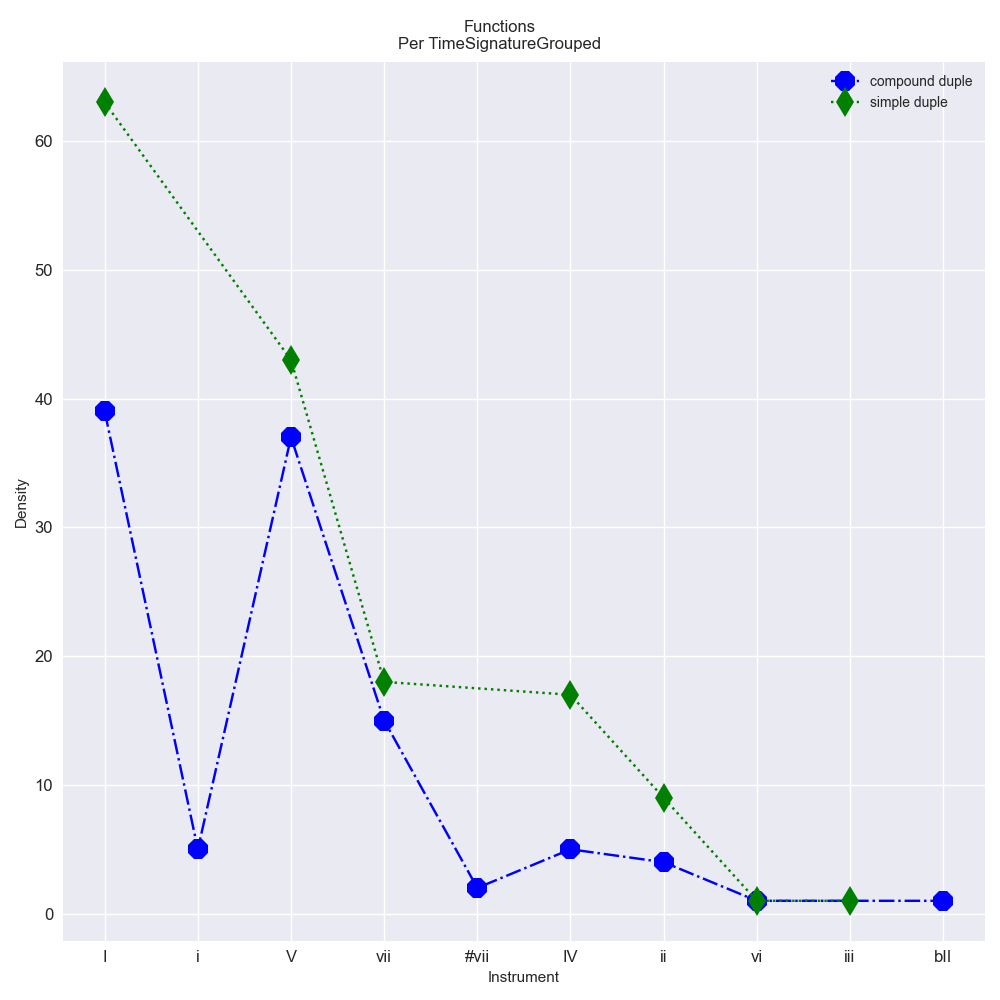 Functions
Per TimeSignatureGrouped
compound duple
simple duple
60
50
40
30
20
10
0
Density
I i V vii #vii IV ii vi iii bII
Instrument